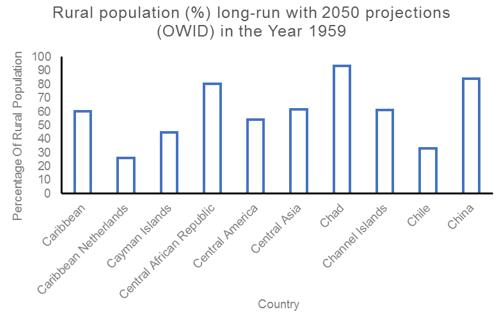 Rural population (%) long-run with 2050 projections
(OWID) in the Year 1959
Percentage Of Rural Population
100
90
80
70
60
50
40
30
20
10
0
Caribbean
Caribbean Netherlands
Cayman Islands
Central African Republic
Central America
Central Asia
Chad
Channel Islands
Chile
China
Country